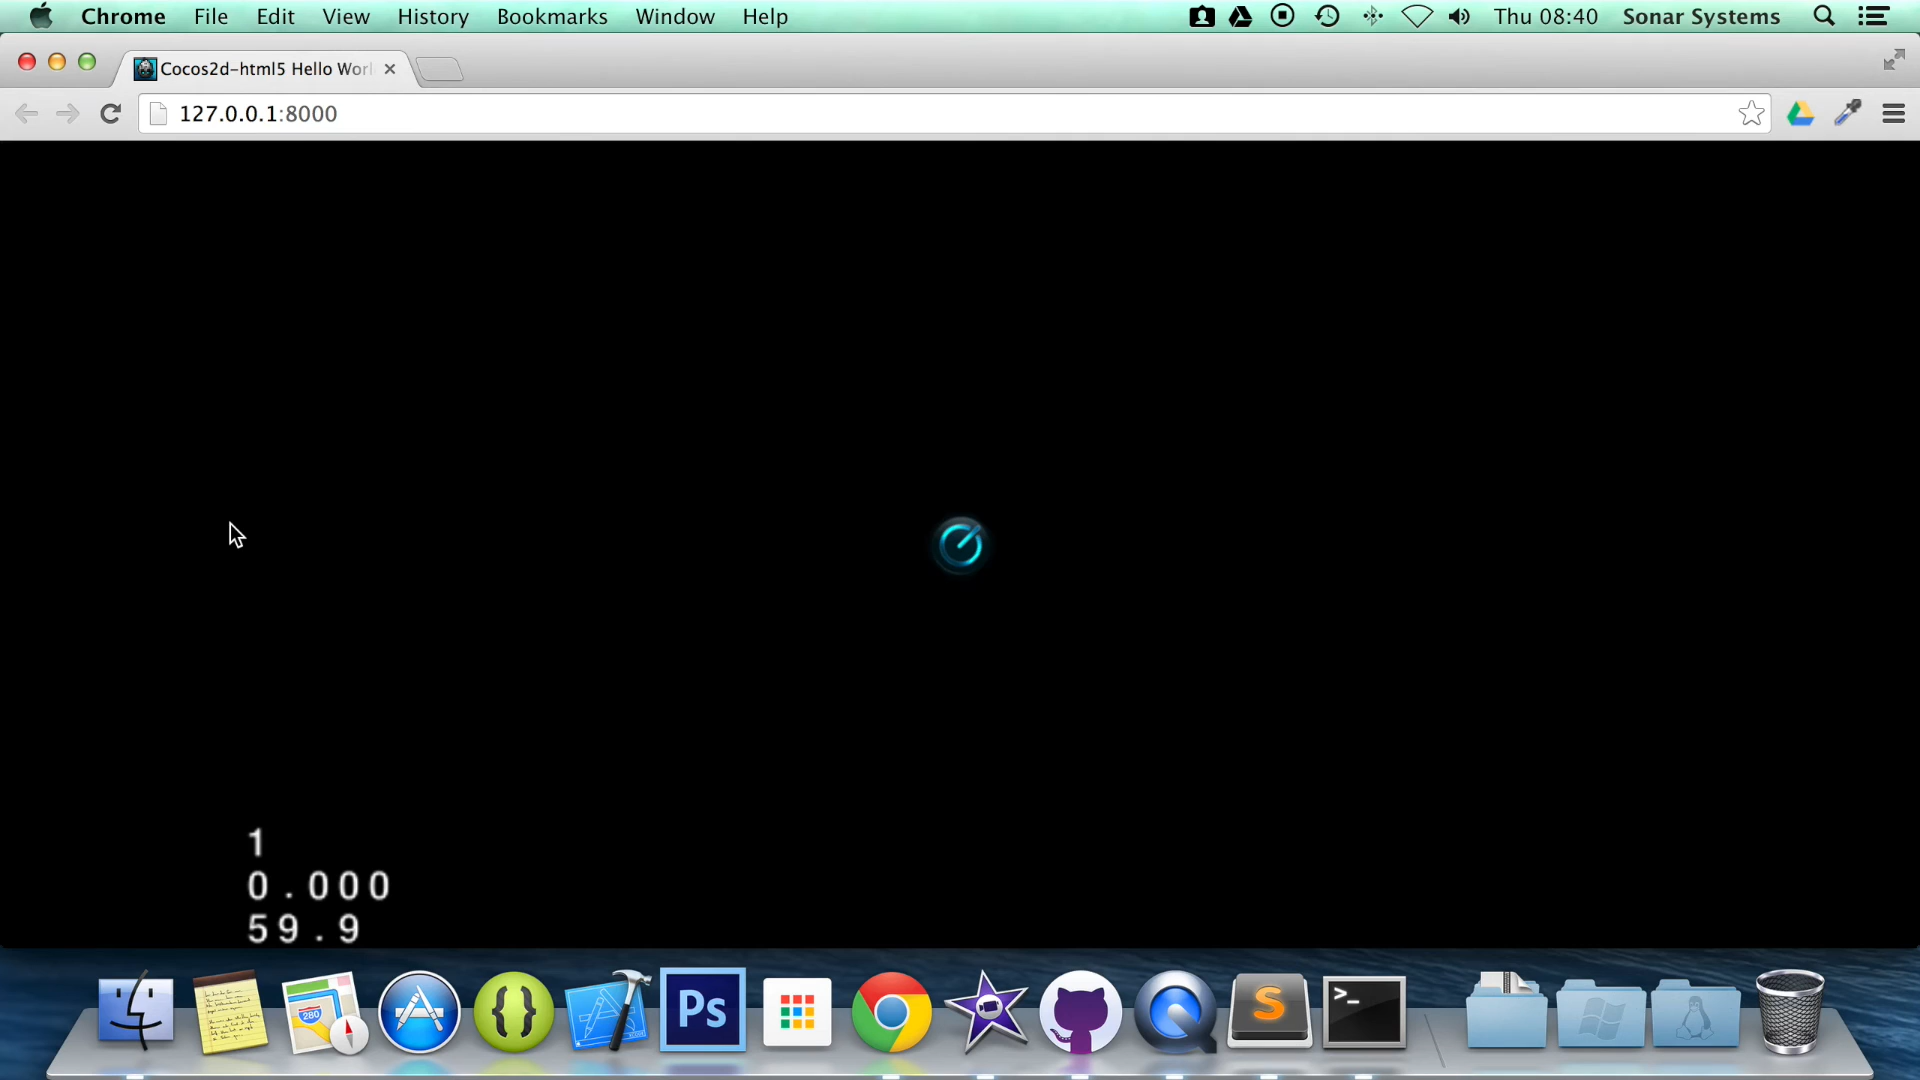 Chrome File Edit View History Bookmarks Window Help Thu 08:40 Sonar Systems
Cocos2d-html5 Hello Worl
127.0.0.1:8000
1
0.000
59.9
280 Ps S >_